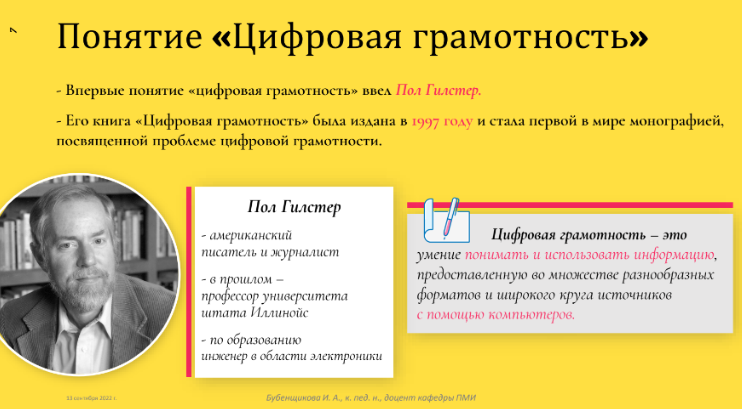 7
Понятие «Цифровая грамотность»
- Впервые понятие «цифровая грамотность» ввел Пол Гилстер.
- Его книга «Цифровая грамотность» была издана в 1997 году и стала первой в мире монографией,
посвященной проблеме цифровой грамотности.
Пол Гилстер
- американский
писатель и журналист
- в прошлом –
профессор университета
штата Иллинойс
- по образованию
инженер в области электроники
Цифровая грамотность – это
умение понимать и использовать информацию,
предоставленную во множестве разнообразных
форматов и широкого круга источников
с помощью компьютеров.
13 сентября 2022 г.
Бубенщикова И. А., к. пед. н., доцент кафедры ПМИ